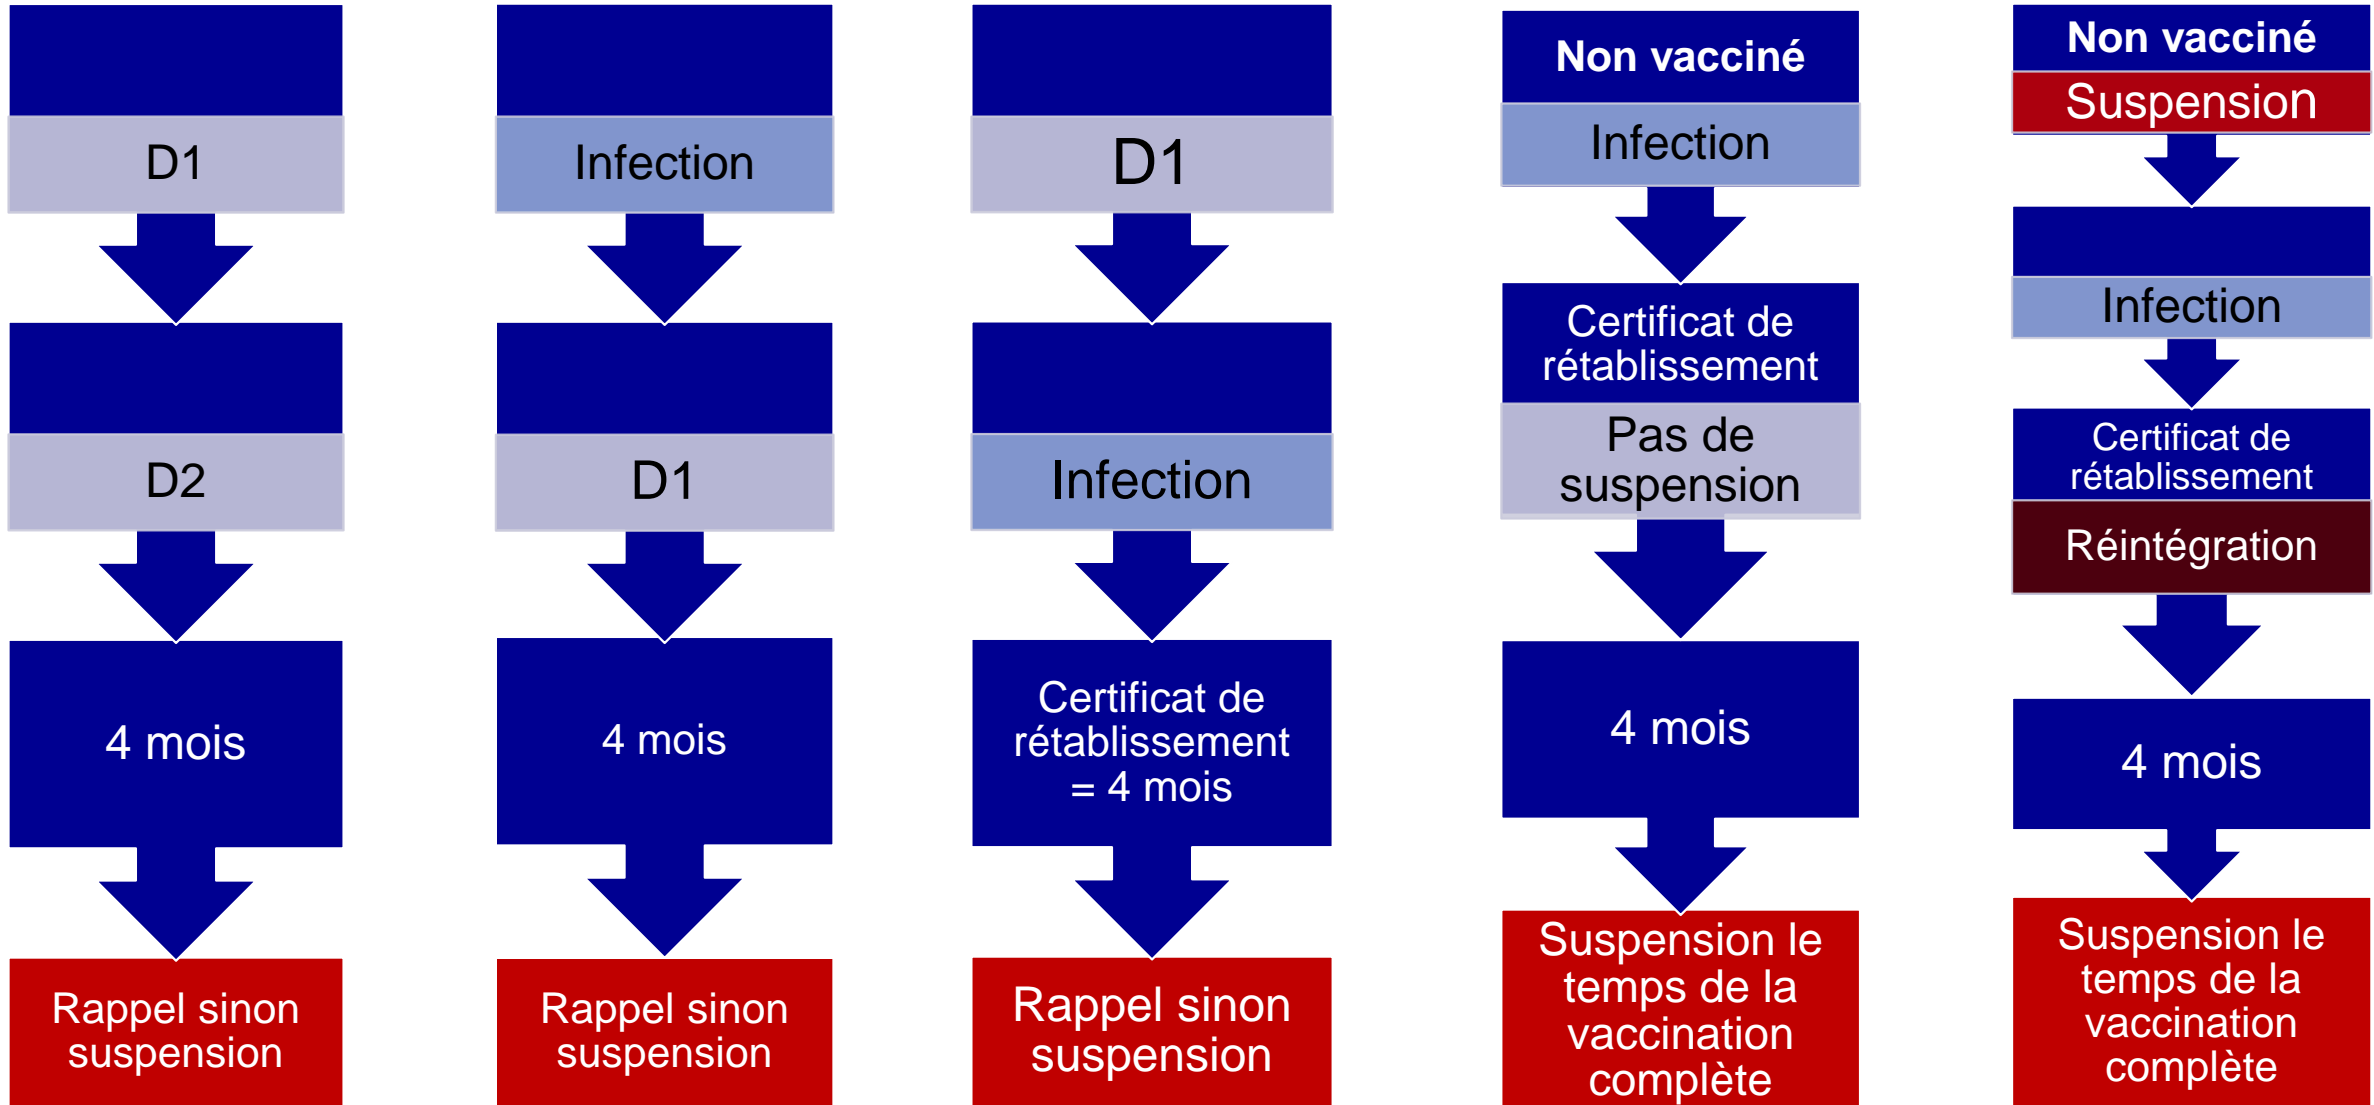 D1
D2
4 mois
Rappel sinon
suspension
Infection
D1
4 mois
Rappel sinon
suspension
D1
Infection
Certificat de
rétablissement
= 4 mois
Rappel sinon
suspension
Non vacciné
Infection
Certificat de
rétablissement
Pas de
suspension
4 mois
Suspension le
temps de la
vaccination
complète
Non vacciné
Suspension
Infection
Certificat de
rétablissement
Réintégration
4 mois
Suspension le
temps de la
vaccination
complète